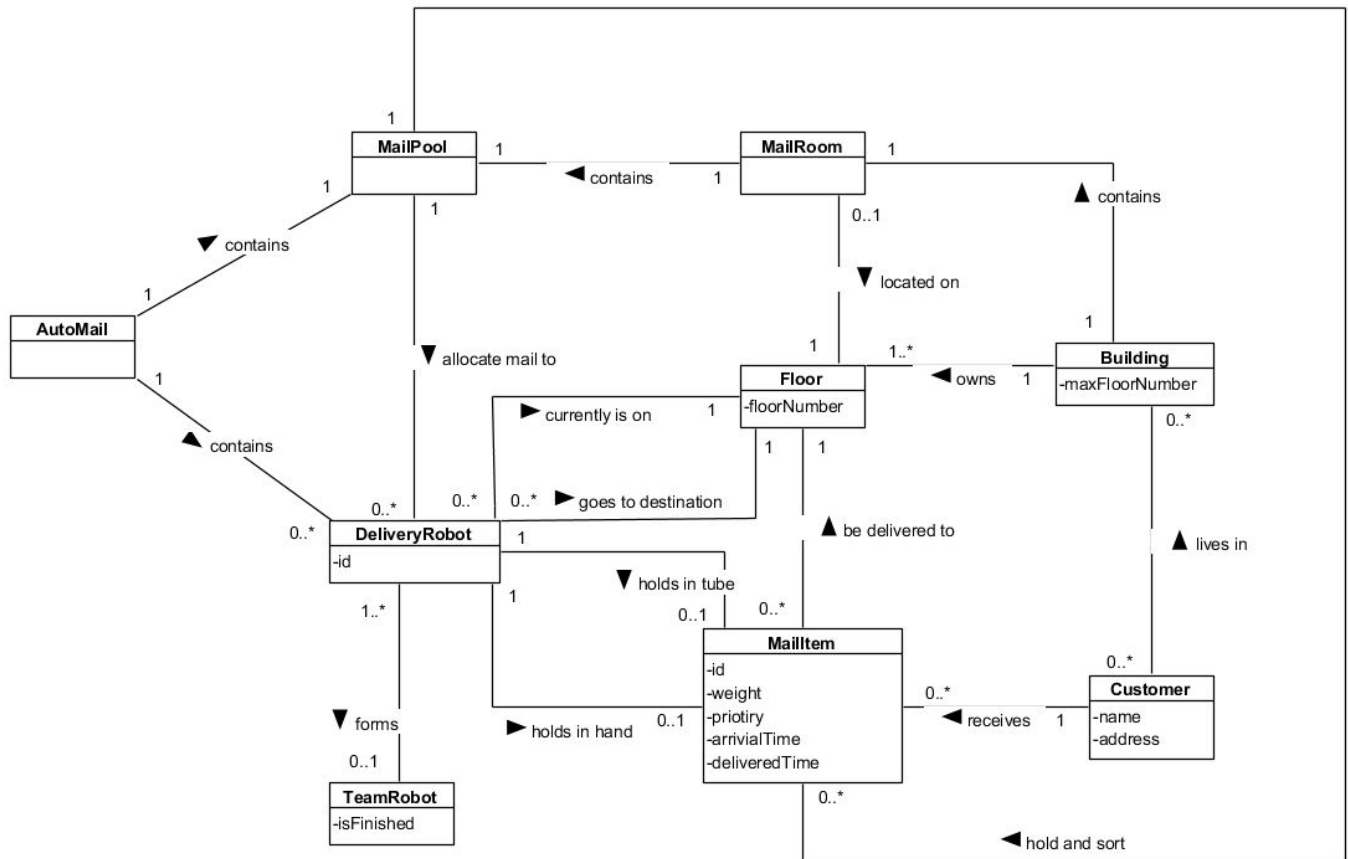 1
1
MailPool
1
contains
1
MailRoom
1
1
1
0..1
contains
contains
located on
1
1
AutoMail
1
allocate mail to
1
1..*
owns
1
Building
-maxFloorNumber
Floor
-floorNumber
currently is on
1
0..*
contains
1
1
0..*
0..*
0..*
goes to destination
0..*
DeliveryRobot
-id
1
be delivered to
lives in
holds in tube
1
0..1
0..*
1..*
MailItem
-id
-weight
-priotiry
-arrivialTime
-deliveredTime
0..*
Customer
-name
-address
0..*
receives
1
forms
holds in hand
0..1
0..1
TeamRobot
-isFinished
0..*
hold and sort